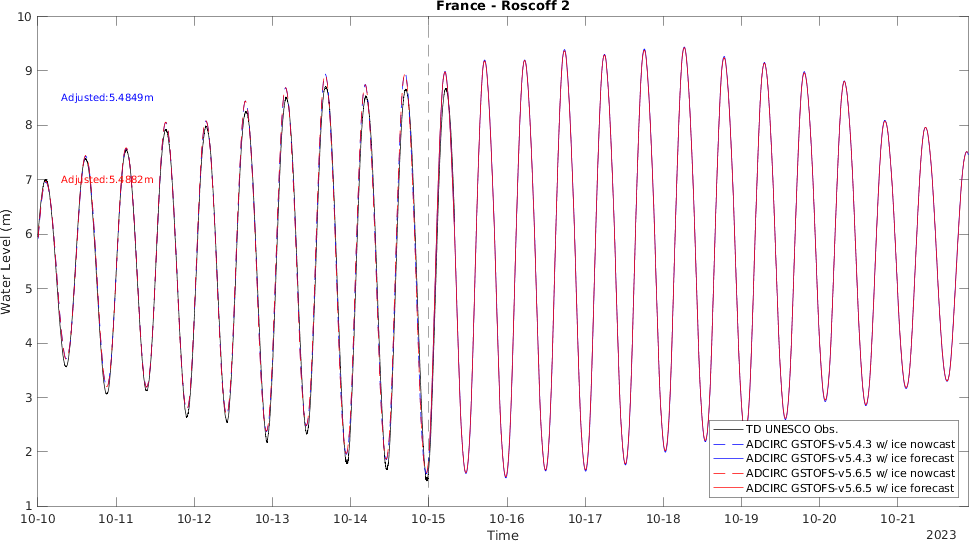 France - Roscoff 2
10
9
8
7
6
5
4
3
2
1
Water Level (m)
Adjusted:5.4849m
Adjusted:5.4882m
TD UNESCO Obs.
ADCIRC GSTOFS-v5.4.3 w/ ice nowcast
ADCIRC GSTOFS-v5.4.3 w/ ice forecast
ADCIRC GSTOFS-v5.6.5 w/ ice nowcast
ADCIRC GSTOFS-v5.6.5 w/ ice forecast
10-10 10-11 10-12 10-13 10-14 10-15 10-16 10-17 10-18 10-19 10-20 10-21
Time
2023